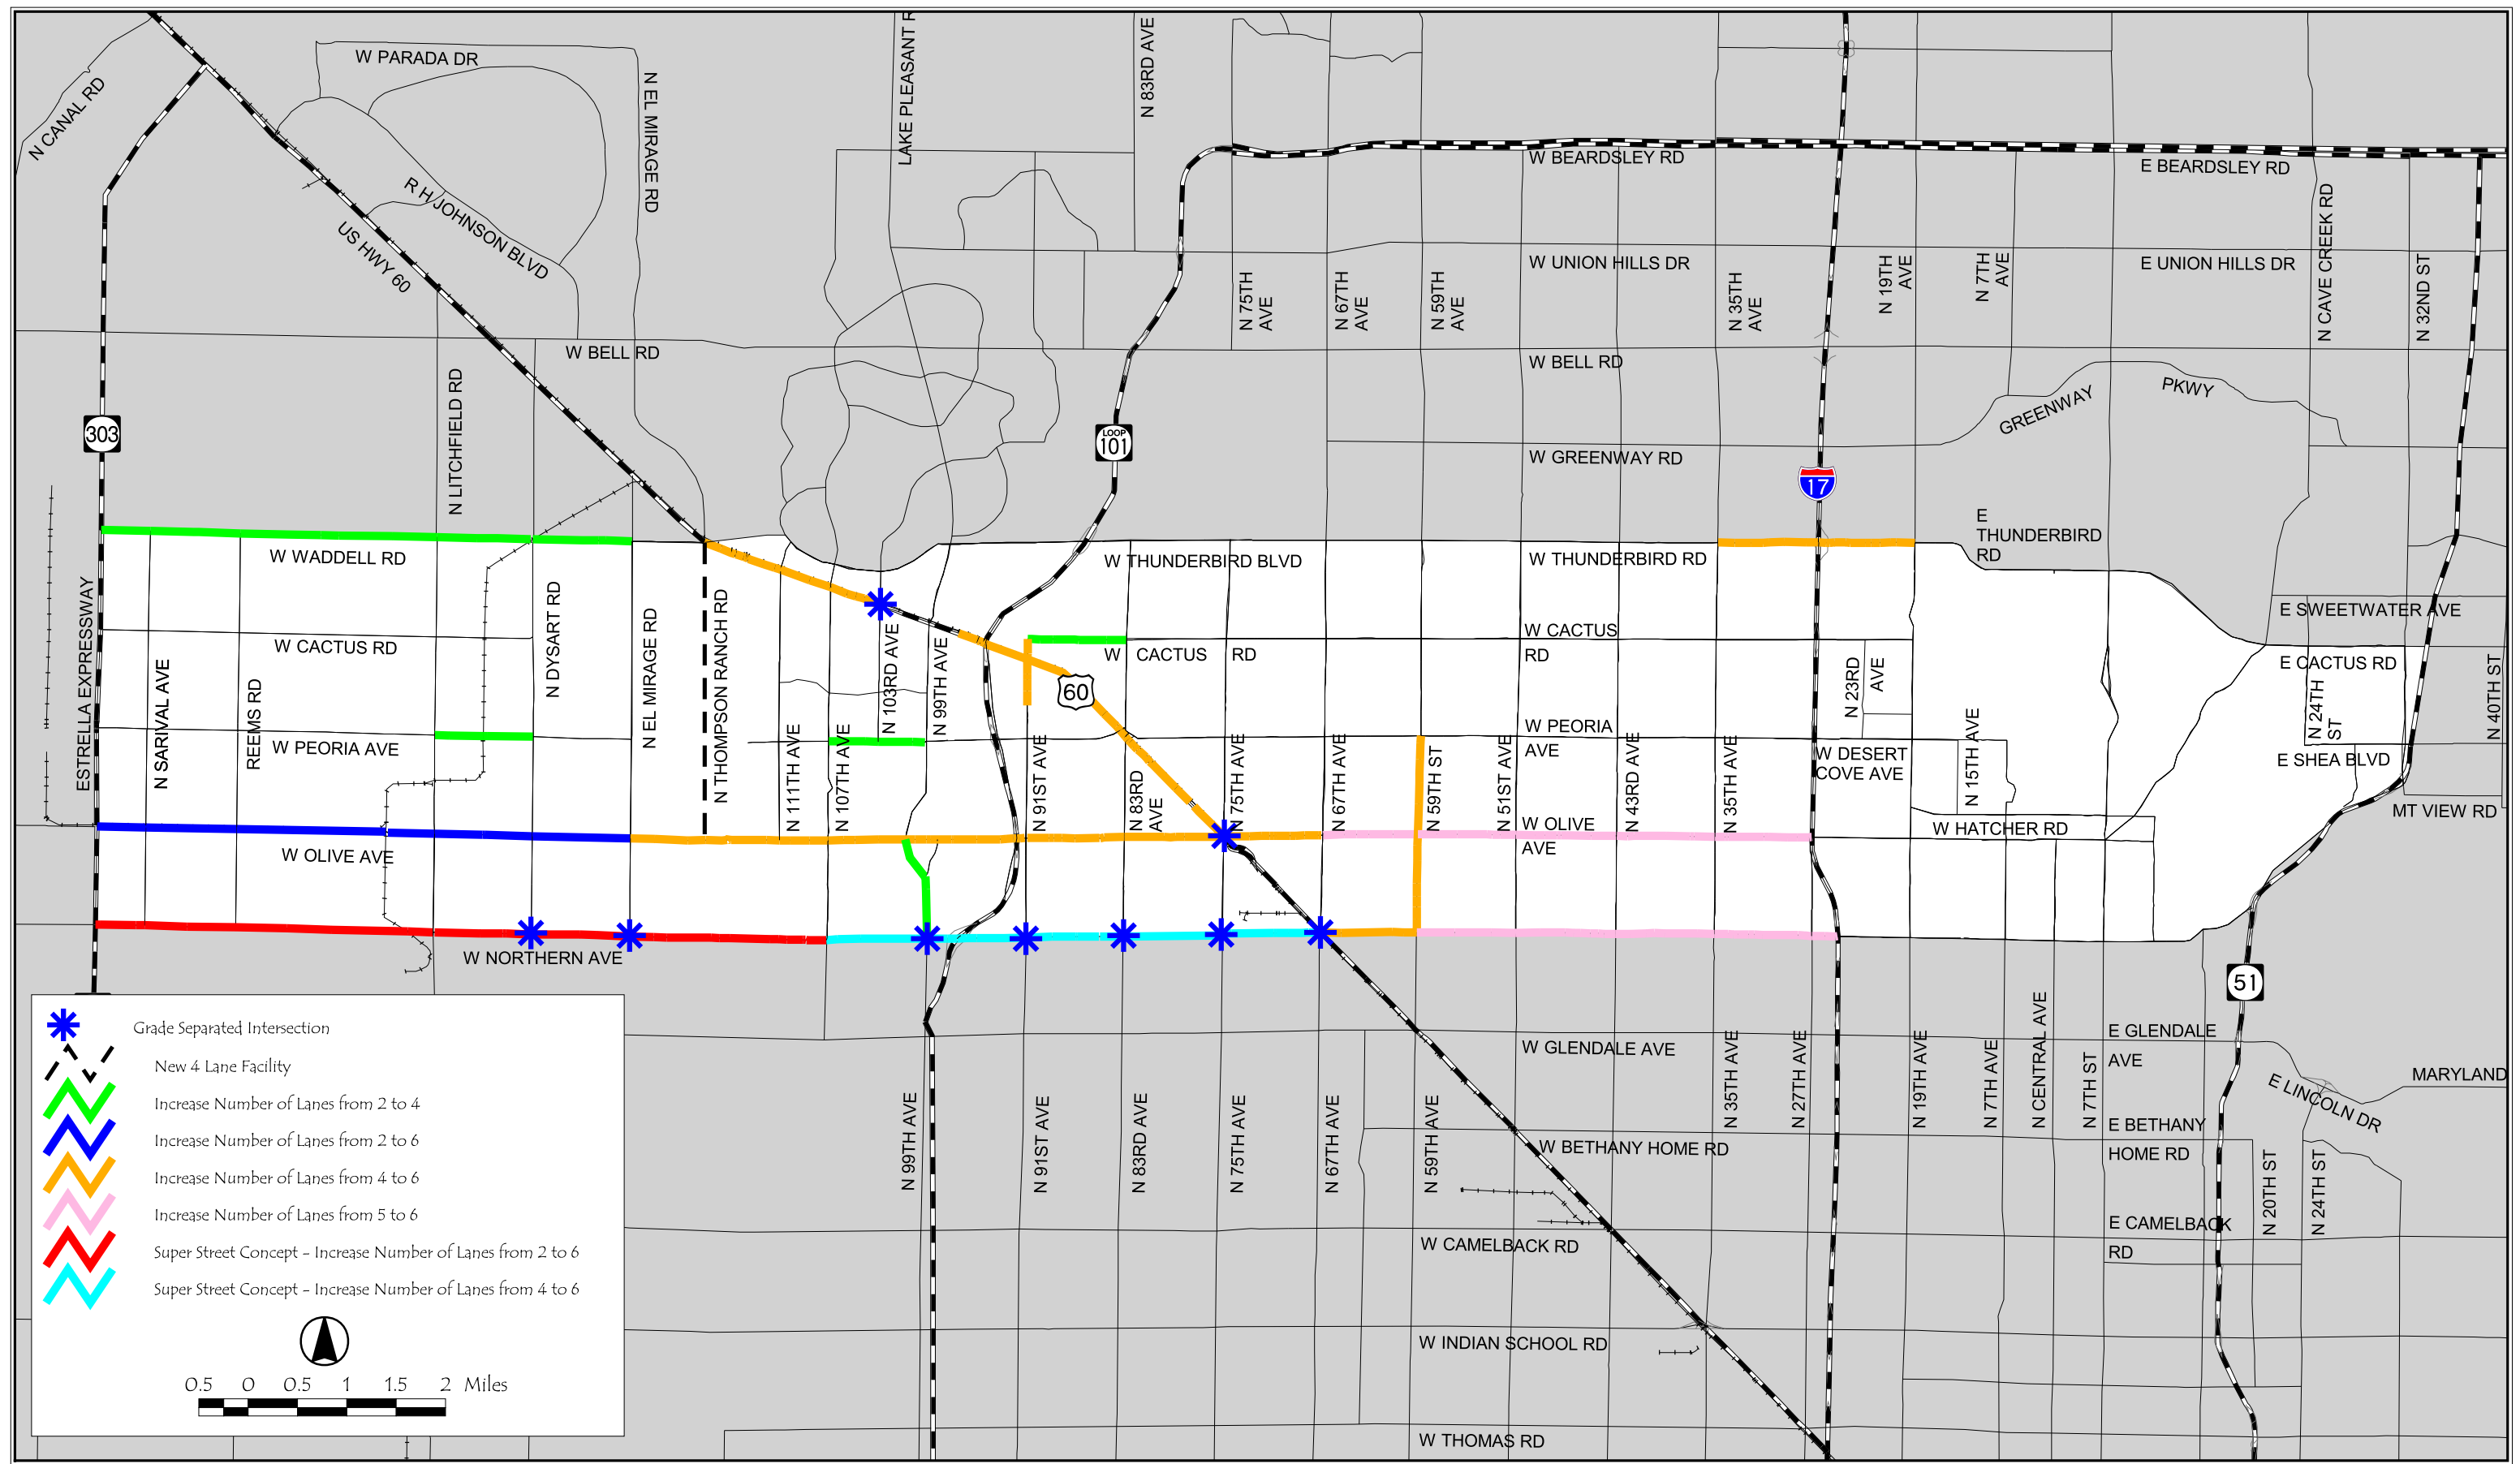 W PARADA DR
N CANAL RD
N EL MIRAGE RD
LAKE PLEASANT R
N 83RD AVE
R H JOHNSON BLVD
US HWY 60
W BEARDSLEY RD
E BEARDSLEY RD
W UNION HILLS DR
E UNION HILLS DR
N 75TH
AVE
N 67TH
AVE
N 59TH
AVE
N 35TH
AVE
N 19TH
AVE
N 7TH
AVE
N CAVE CREEK RD
N 32ND ST
W BELL RD
W BELL RD
GREENWAY
PKWY
N LITCHFIELD RD
303
LOOP
101
W GREENWAY RD
17
E
THUNDERBIRD
RD
W WADDELL RD
W THUNDERBIRD BLVD
W THUNDERBIRD RD
E SWEETWATER AVE
ESTRELLA EXPRESSWAY
N SARIVAL AVE
REEMS RD
N DYSART RD
N EL MIRAGE RD
N THOMPSON RANCH RD
W CACTUS RD
N 103RD AVE
N 99TH AVE
W CACTUS RD
W CACTUS
RD
N 23RD
AVE
E CACTUS RD
N 24TH
ST
N 40TH ST
60
W PEORIA AVE
N 111TH AVE
N 107TH AVE
N 91ST AVE
N 83RD
AVE
N 75TH AVE
N 67TH AVE
N 59TH ST
N 51ST AVE
W PEORIA
AVE
N 43RD AVE
N 35TH AVE
W DESERT
COVE AVE
N 15TH AVE
E SHEA BLVD
MT VIEW RD
W OLIVE AVE
W OLIVE
AVE
W HATCHER RD
W NORTHERN AVE
51
Grade Separated Intersection
New 4 Lane Facility
Increase Number of Lanes from 2 to 4
Increase Number of Lanes from 2 to 6
Increase Number of Lanes from 4 to 6
Increase Number of Lanes from 5 to 6
Super Street Concept - Increase Number of Lanes from 2 to 6
Super Street Concept - Increase Number of Lanes from 4 to 6
0.5 0 0.5 1 1.5 2 Miles
W GLENDALE AVE
E GLENDALE
AVE
N 99TH AVE
N 91ST AVE
N 83RD AVE
N 75TH AVE
N 67TH AVE
N 59TH AVE
N 35TH AVE
N 27TH AVE
N 19TH AVE
N 7TH AVE
N CENTRAL AVE
N 7TH ST
MARYLAND
E LINCOLN DR
W BETHANY HOME RD
E BETHANY
HOME RD
N 20TH ST
N 24TH ST
W CAMELBACK RD
E CAMELBACK
RD
W INDIAN SCHOOL RD
W THOMAS RD